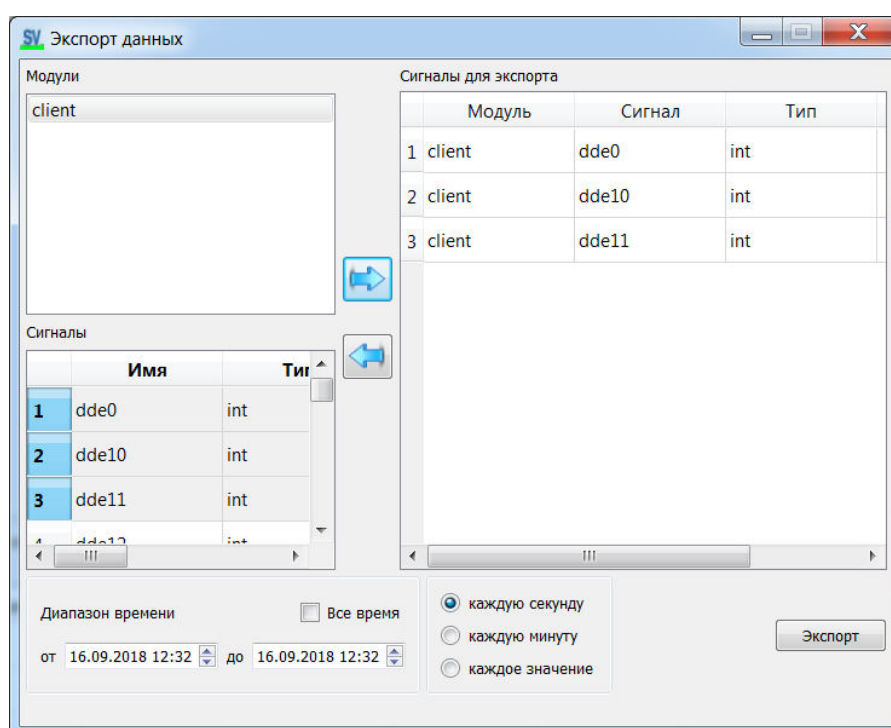 SV Экспорт данных
Модули
client
Сигналы для экспорта
Модуль Сигнал Тип
1 client dde0 int
2 client dde10 int
3 client dde11 int
Сигналы
Имя Тип
1 dde0 int
2 dde10 int
3 dde11 int
4 dde12 int
Диапазон времени
Все время
от 16.09.2018 12:32 до 16.09.2018 12:32
каждую секунду
каждую минуту
каждое значение
Экспорт